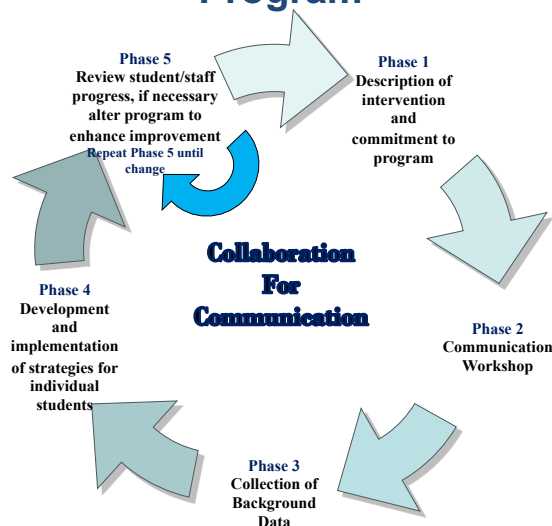 Program
Phase 5
Review student/staff
progress, if necessary
alter program to
enhance improvement
Repeat Phase 5 until
change
Phase 1
Description of
intervention
and
commitment to
program
Collaboration
For
Communication
Phase 2
Communication
Workshop
Phase 4
Development
and
implementation
of strategies for
individual
students
Phase 3
Collection of
Background
Data